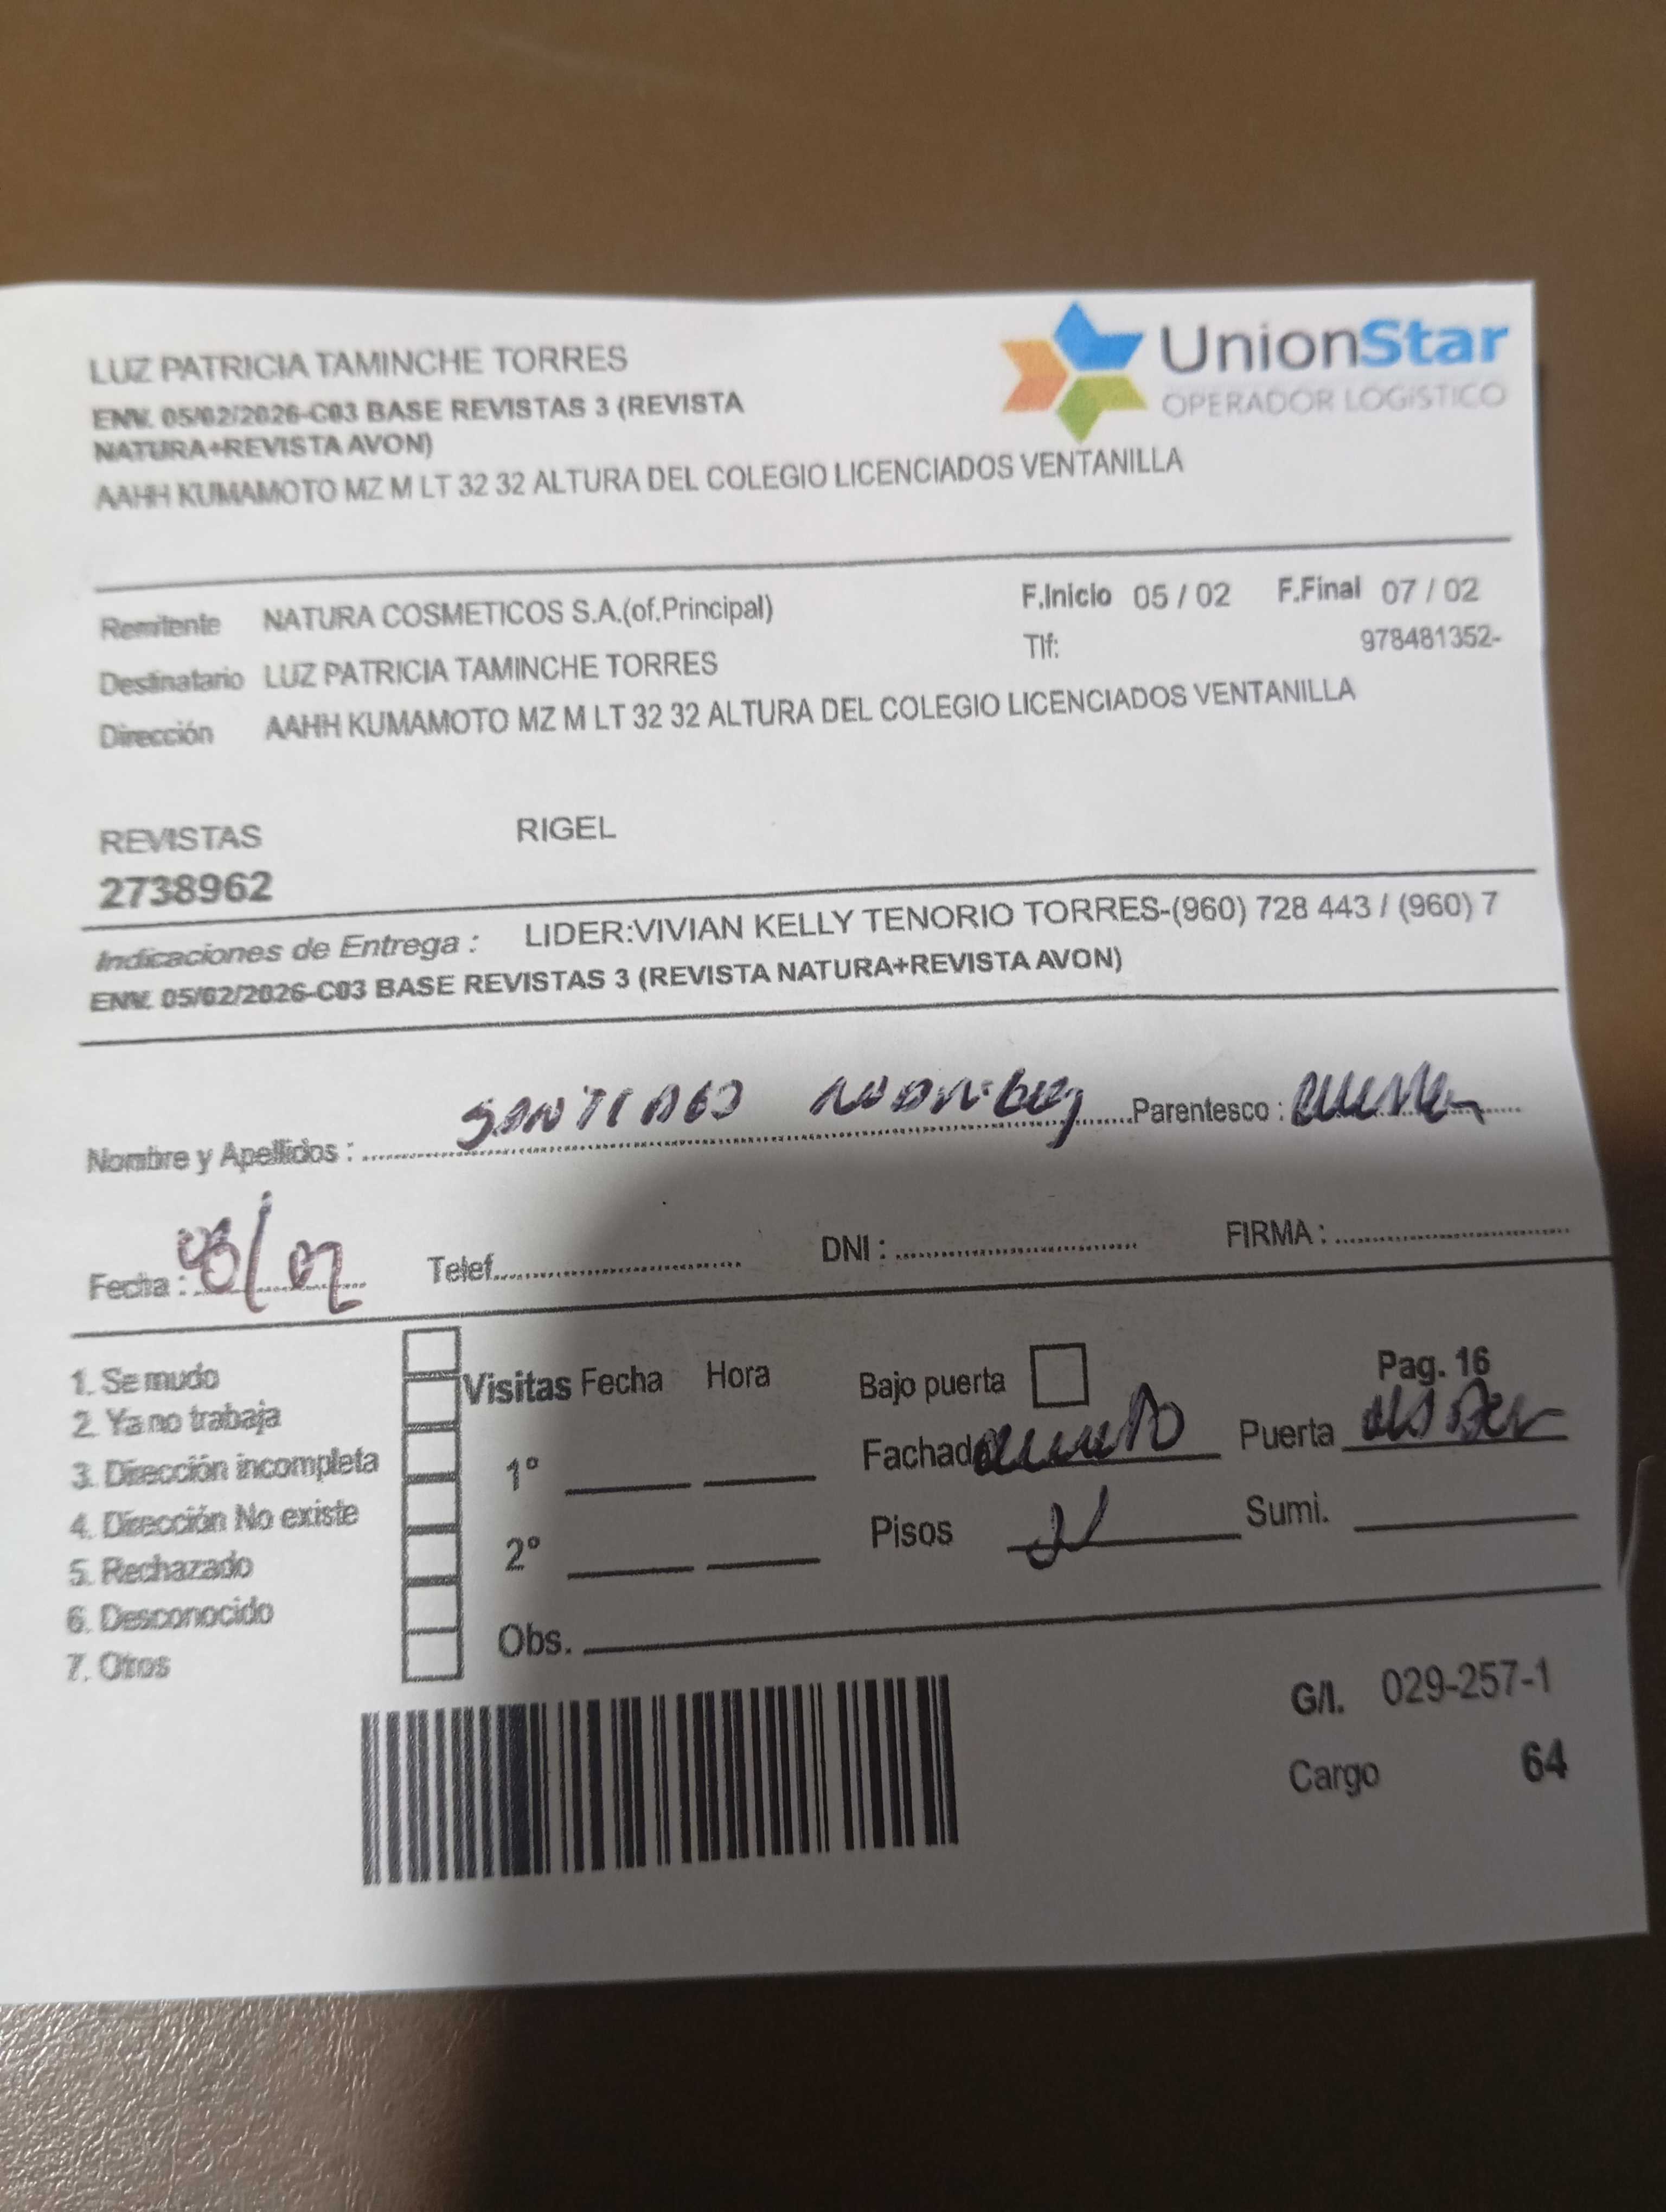 LUZ PATRICIA TAMINCHE TORRES
UnionStar
OPERADOR LOGÍSTICO
ENV. 05/02/2026-C03 BASE REVISTAS 3 (REVISTA
NATURA+REVISTA AVON)
AAHH KUMAMOTO MZ M LT 32 32 ALTURA DEL COLEGIO LICENCIADOS VENTANILLA
Remitente NATURA COSMETICOS S.A.(of.Principal) F.Inicio 05 / 02 F.Final 07 / 02
Destinatario LUZ PATRICIA TAMINCHE TORRES Tlf: 978481352-
Dirección AAHH KUMAMOTO MZ M LT 32 32 ALTURA DEL COLEGIO LICENCIADOS VENTANILLA
REVISTAS RIGEL
2738962
Indicaciones de Entrega : LIDER:VIVIAN KELLY TENORIO TORRES-(960) 728 443 / (960) 7
ENV. 05/02/2026-C03 BASE REVISTAS 3 (REVISTA NATURA+REVISTA AVON)
Nombre y Apellidos : SANTIAGO Parentesco :
Fecha : Telef. DNI : FIRMA :
1. Se mudo
2. Ya no trabaja
3. Dirección incompleta
4. Dirección No existe
5. Rechazado
6. Desconocido
7. Otros
Visitas Fecha Hora
1°
2°
Obs.
Bajo puerta Pag. 16
Fachada Puerta
Pisos Sumi.
G/I. 029-257-1
Cargo 64